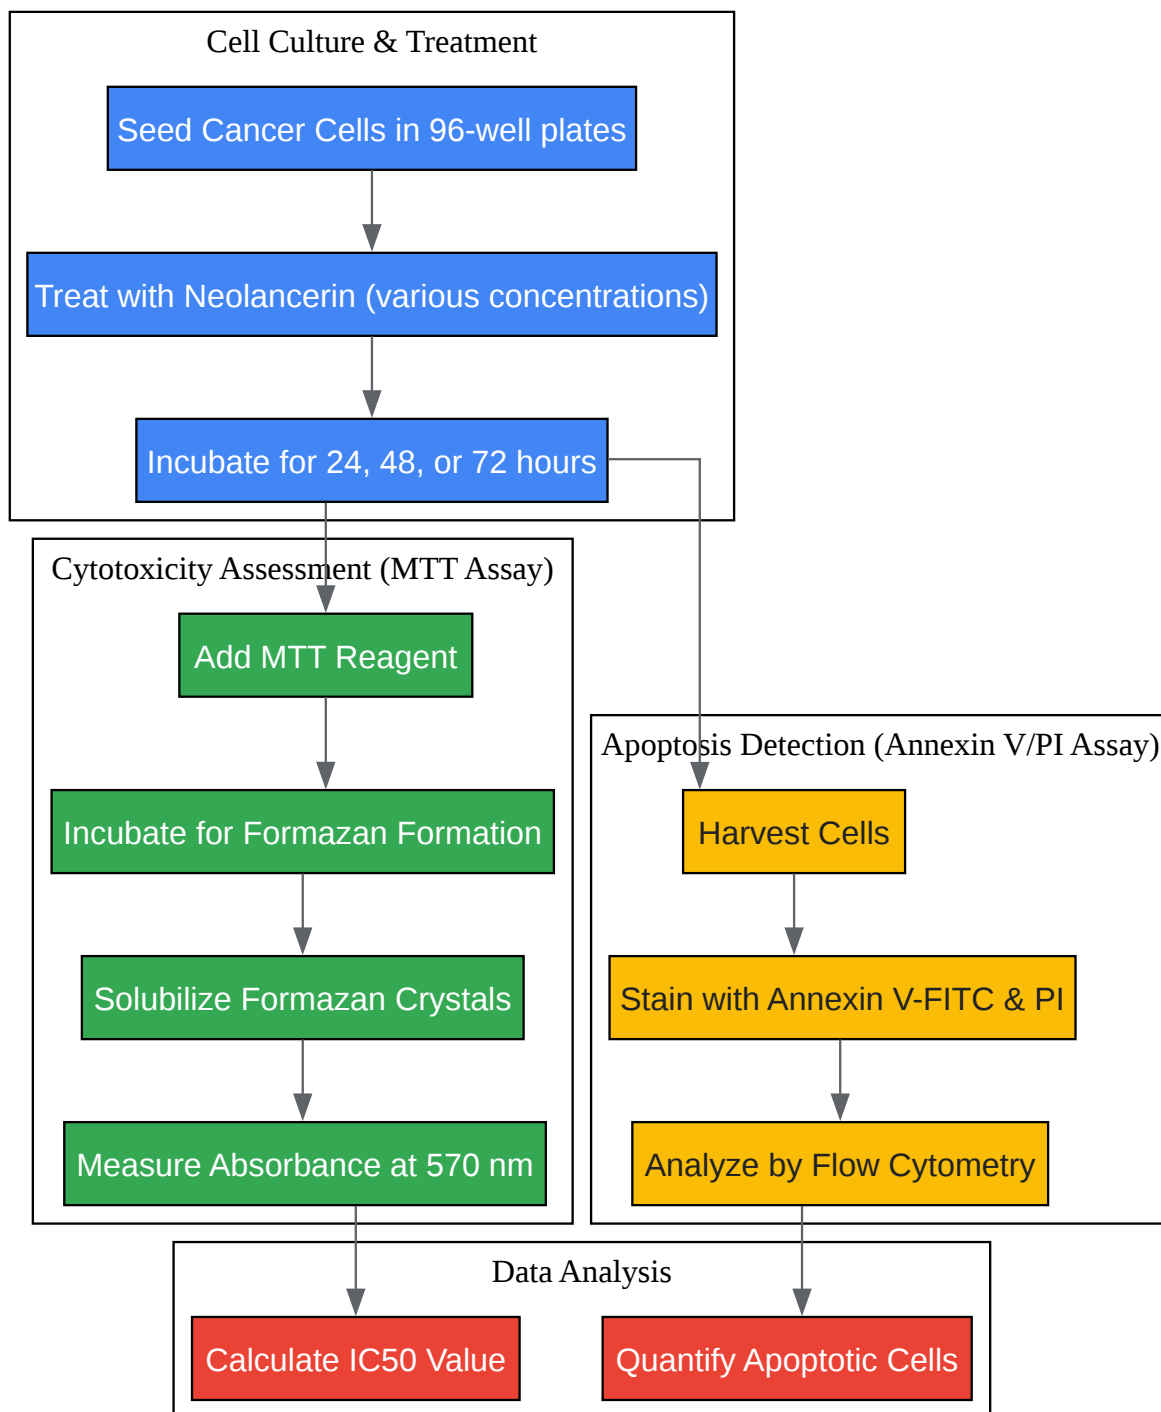 Cell Culture & Treatment
Seed Cancer Cells in 96-well plates
Treat with Neolancerin (various concentrations)
Incubate for 24, 48, or 72 hours
Cytotoxicity Assessment (MTT Assay)
Add MTT Reagent
Incubate for Formazan Formation
Solubilize Formazan Crystals
Measure Absorbance at 570 nm
Apoptosis Detection (Annexin V/PI Assay)
Harvest Cells
Stain with Annexin V-FITC & PI
Analyze by Flow Cytometry
Data Analysis
Calculate IC50 Value
Quantify Apoptotic Cells